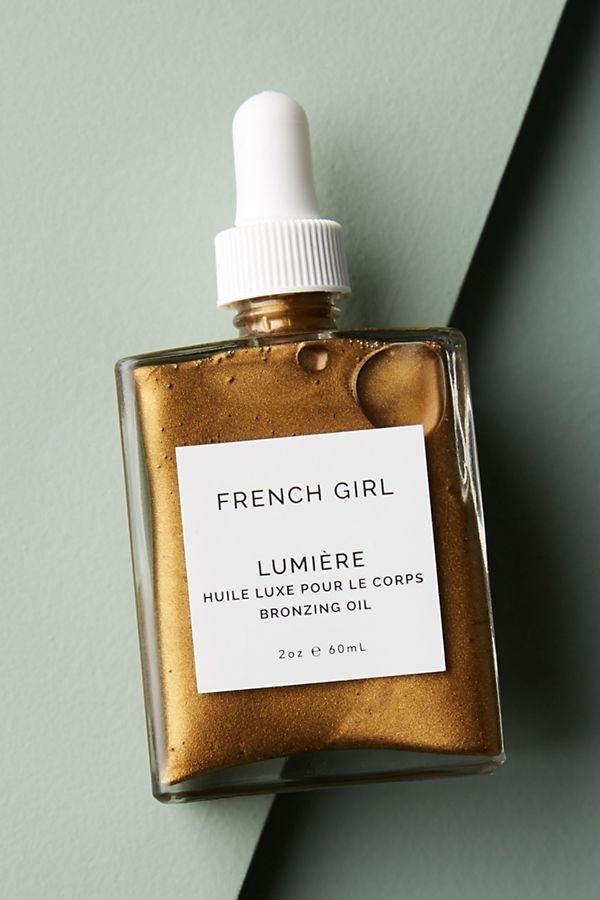 FRENCH GIRL
LUMIÈRE
HUILE LUXE POUR LE CORPS
BRONZING OIL
2oz ℮ 60mL